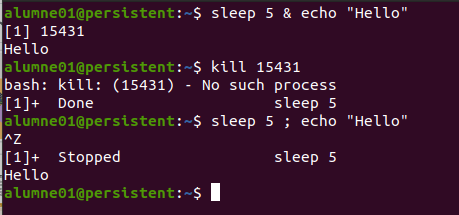 alumne01@persistent:~$ sleep 5 & echo "Hello"
[1] 15431
Hello
alumne01@persistent:~$ kill 15431
bash: kill: (15431) - No such process
[1]+  Done                    sleep 5
alumne01@persistent:~$ sleep 5 ; echo "Hello"
^Z
[1]+  Stopped                 sleep 5
Hello
alumne01@persistent:~$